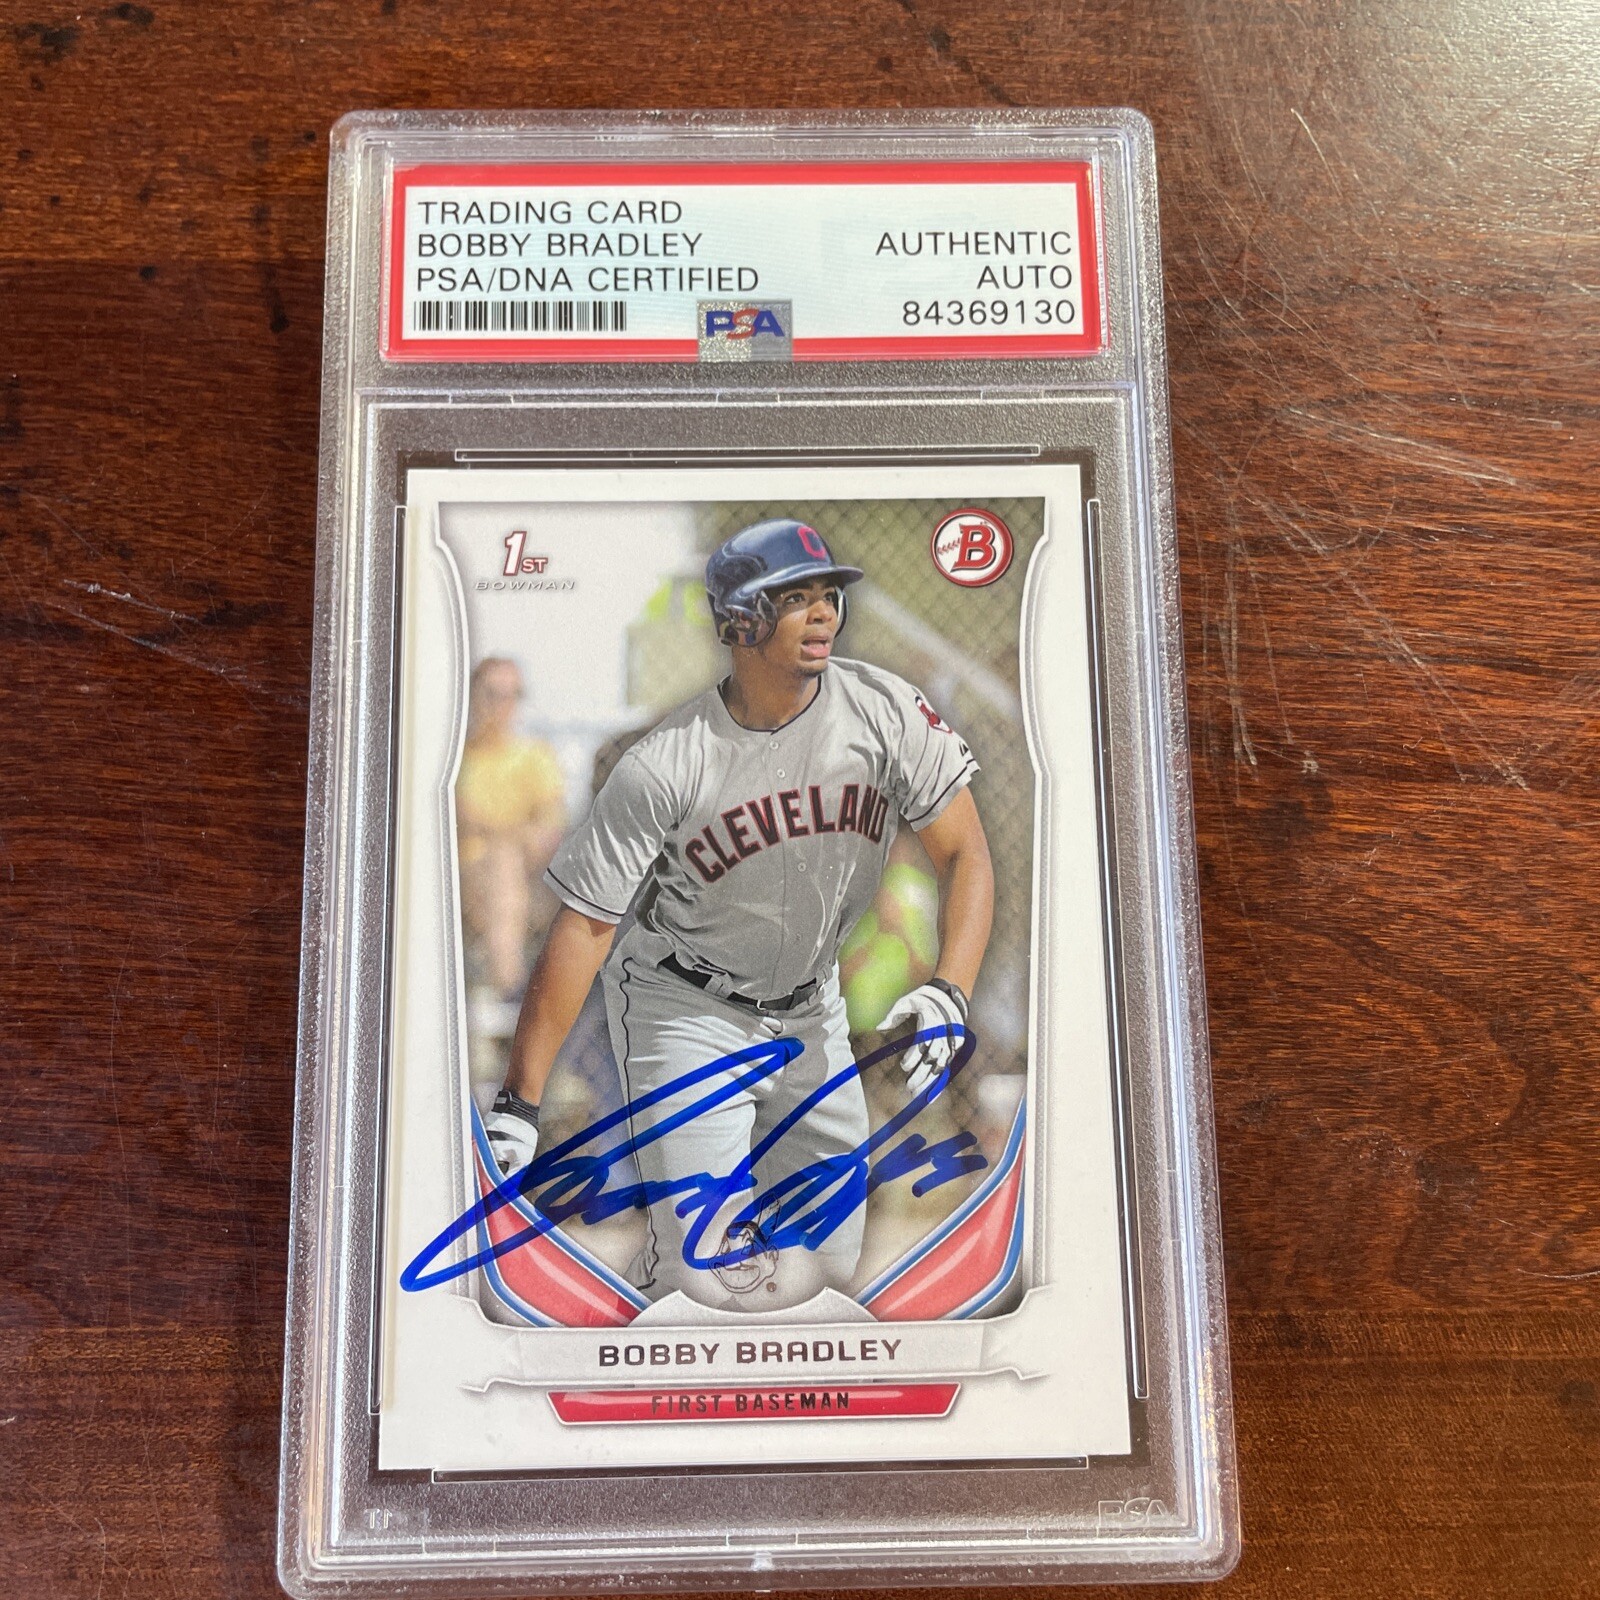 TRADING CARD
BOBBY BRADLEY
PSA/DNA CERTIFIED
AUTHENTIC
AUTO
84369130
PSA
1ST
BOWMAN
B
C
CLEVELAND
BOBBY BRADLEY
FIRST BASEMAN
PSA